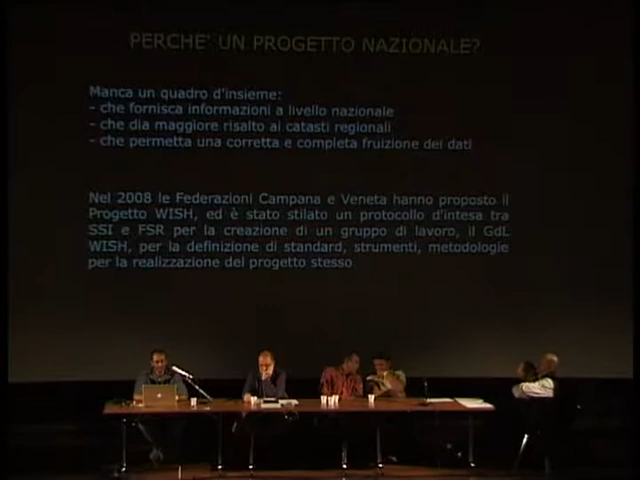 PERCHE' UN PROGETTO NAZIONALE?
Manca un quadro d'insieme:
- che fornisca informazioni a livello nazionale
- che dia maggiore risalto ai catasti regionali
- che permetta una corretta e completa fruizione dei dati
Nel 2008 le Federazioni Campana e Veneta hanno proposto il
Progetto WISH, ed è stato stilato un protocollo d'intesa tra
SSI e FSR per la creazione di un gruppo di lavoro, il GdL
WISH, per la definizione di standard, strumenti, metodologie
per la realizzazione del progetto stesso